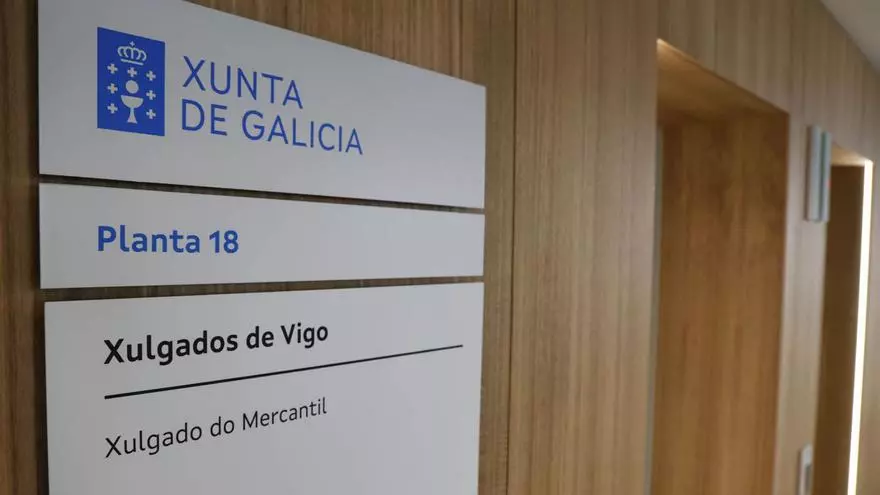 XUNTA
DE GALICIA
Planta 18
Xulgados de Vigo
Xulgado do Mercantil